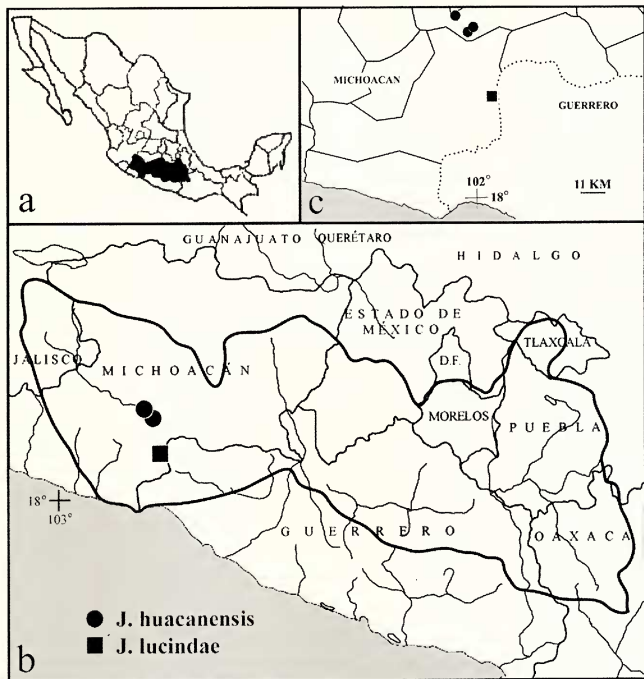 a
MICHOACAN
GUERRERO
c
102°
18°
11 KM
GUANAJUATO QUERÉTARO
HIDALGO
ESTADO DE
MÉXICO
TLAXCALA
D.F.
JALISCO
MICHOACÁN
MORELOS
PUEBLA
18°
103°
GUERRERO
OAXACA
J. huacanensis
J. lucindae
b